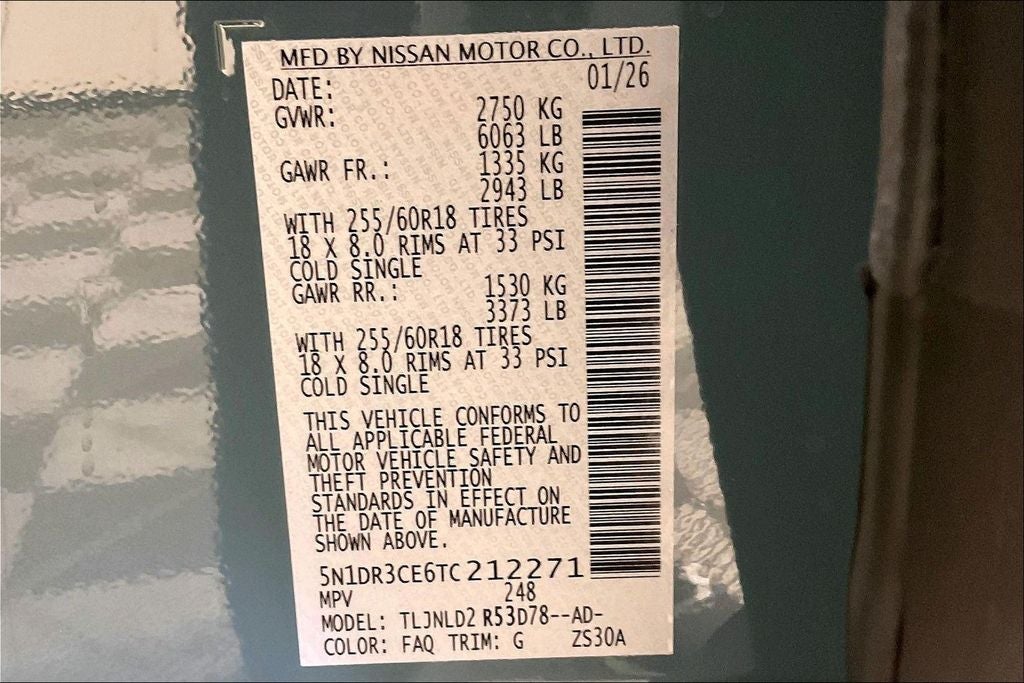 MFD BY NISSAN MOTOR CO., LTD.
DATE: 01/26
GVWR: 2750 KG
6063 LB
GAWR FR.: 1335 KG
2943 LB
WITH 255/60R18 TIRES
18 X 8.0 RIMS AT 33 PSI
COLD SINGLE
GAWR RR.: 1530 KG
3373 LB
WITH 255/60R18 TIRES
18 X 8.0 RIMS AT 33 PSI
COLD SINGLE
THIS VEHICLE CONFORMS TO
ALL APPLICABLE FEDERAL
MOTOR VEHICLE SAFETY AND
THEFT PREVENTION
STANDARDS IN EFFECT ON
THE DATE OF MANUFACTURE
SHOWN ABOVE.
5N1DR3CE6TC212271
MPV 248
MODEL: TLJNLD2 R53D78--AD-
COLOR: FAQ TRIM: G ZS30A